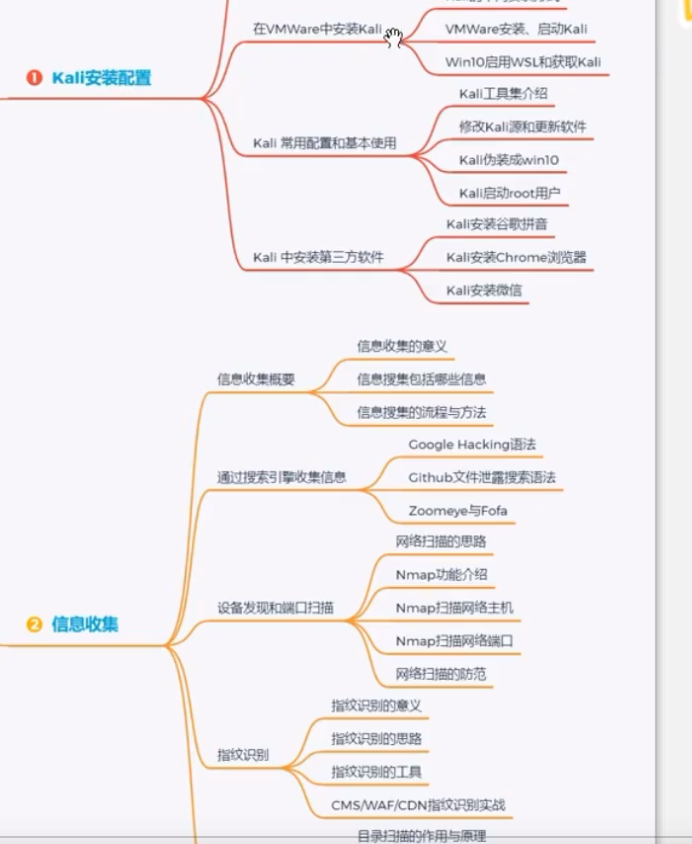 在VMWare中安装Kali
VMWare安装、启动Kali
Win10启用WSL和获取Kali
1 Kali安装配置
Kali 常用配置和基本使用
Kali工具集介绍
修改Kali源和更新软件
Kali伪装成win10
Kali启动root用户
Kali 中安装第三方软件
Kali安装谷歌拼音
Kali安装Chrome浏览器
Kali安装微信
2 信息收集
信息收集概要
信息收集的意义
信息搜集包括哪些信息
信息搜集的流程与方法
通过搜索引擎收集信息
Google Hacking语法
Github文件泄露搜索语法
Zoomeye与Fofa
设备发现和端口扫描
网络扫描的思路
Nmap功能介绍
Nmap扫描网络主机
Nmap扫描网络端口
网络扫描的防范
指纹识别
指纹识别的意义
指纹识别的思路
指纹识别的工具
CMS/WAF/CDN指纹识别实战
目录扫描的作用与原理